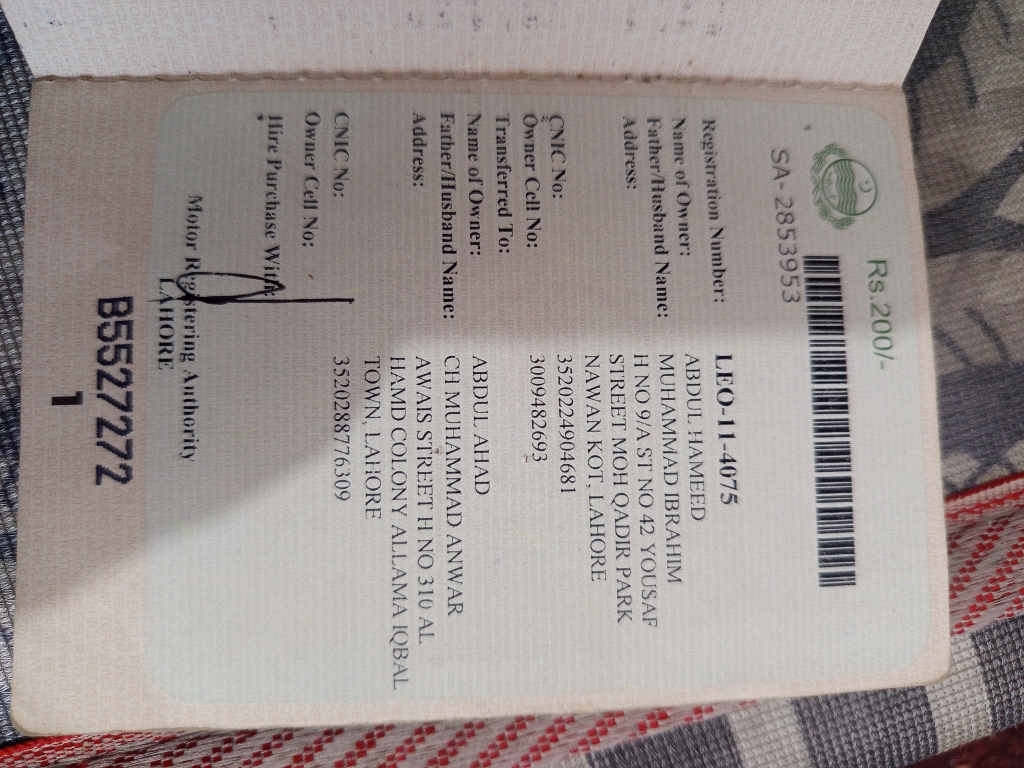 Rs.200/-
SA-2853953
Registration Number: LEO-11-4075
Name of Owner: ABDUL HAMEED
Father/Husband Name: MUHAMMAD IBRAHIM
Address: H NO 9/A ST NO 42 YOUSAF
STREET MOH QADIR PARK
NAWAN KOT, LAHORE
CNIC No: 3520224904681
Owner Cell No: 3009482693
Transferred To:
Name of Owner: ABDUL AHAD
Father/Husband Name: CH MUHAMMAD ANWAR
Address: AWAIS STREET H NO 310 AL
HAMD COLONY ALLAMA IQBAL
TOWN, LAHORE
CNIC No: 3520288776309
Owner Cell No:
Hire Purchase With:
Motor Registering Authority
LAHORE
B5527272
1